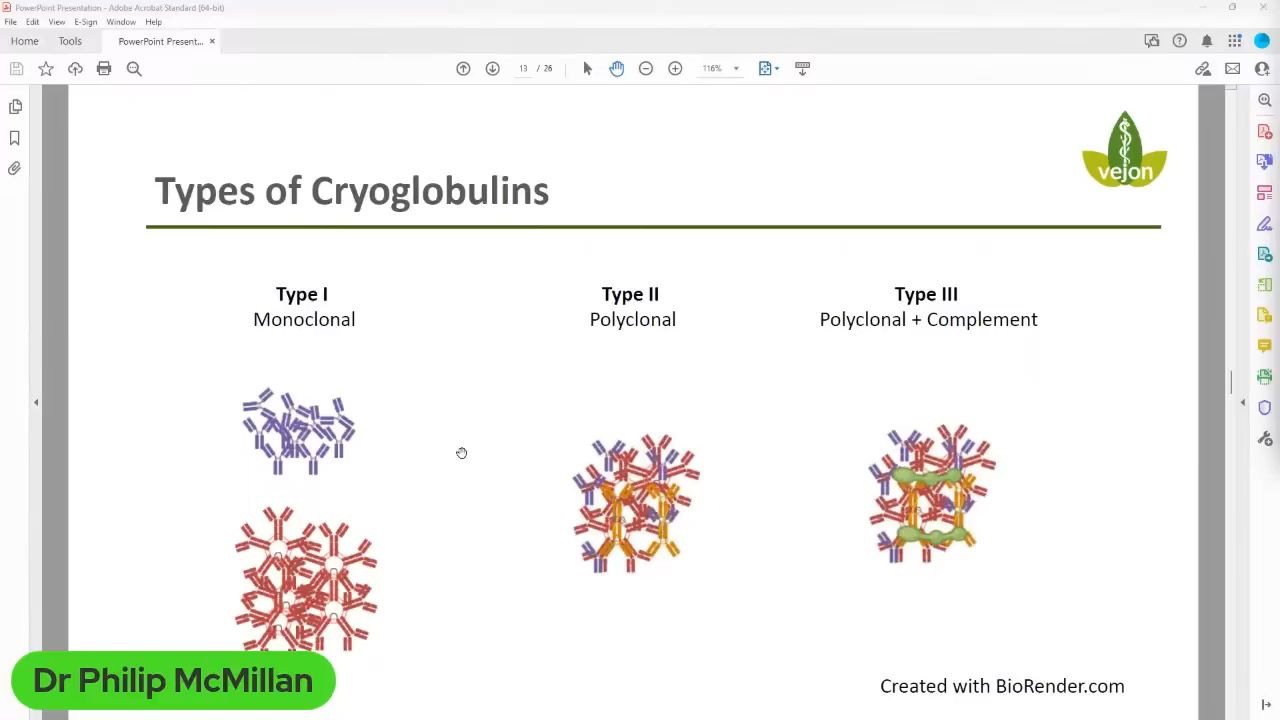 PowerPoint Presentation - Adobe Acrobat Standard (64-bit)
File Edit View E-Sign Window Help
Home Tools PowerPoint Present... ×
13 / 26 116%
vejon
Types of Cryoglobulins
Type I Type II Type III
Monoclonal Polyclonal Polyclonal + Complement
Dr Philip McMillan
Created with BioRender.com